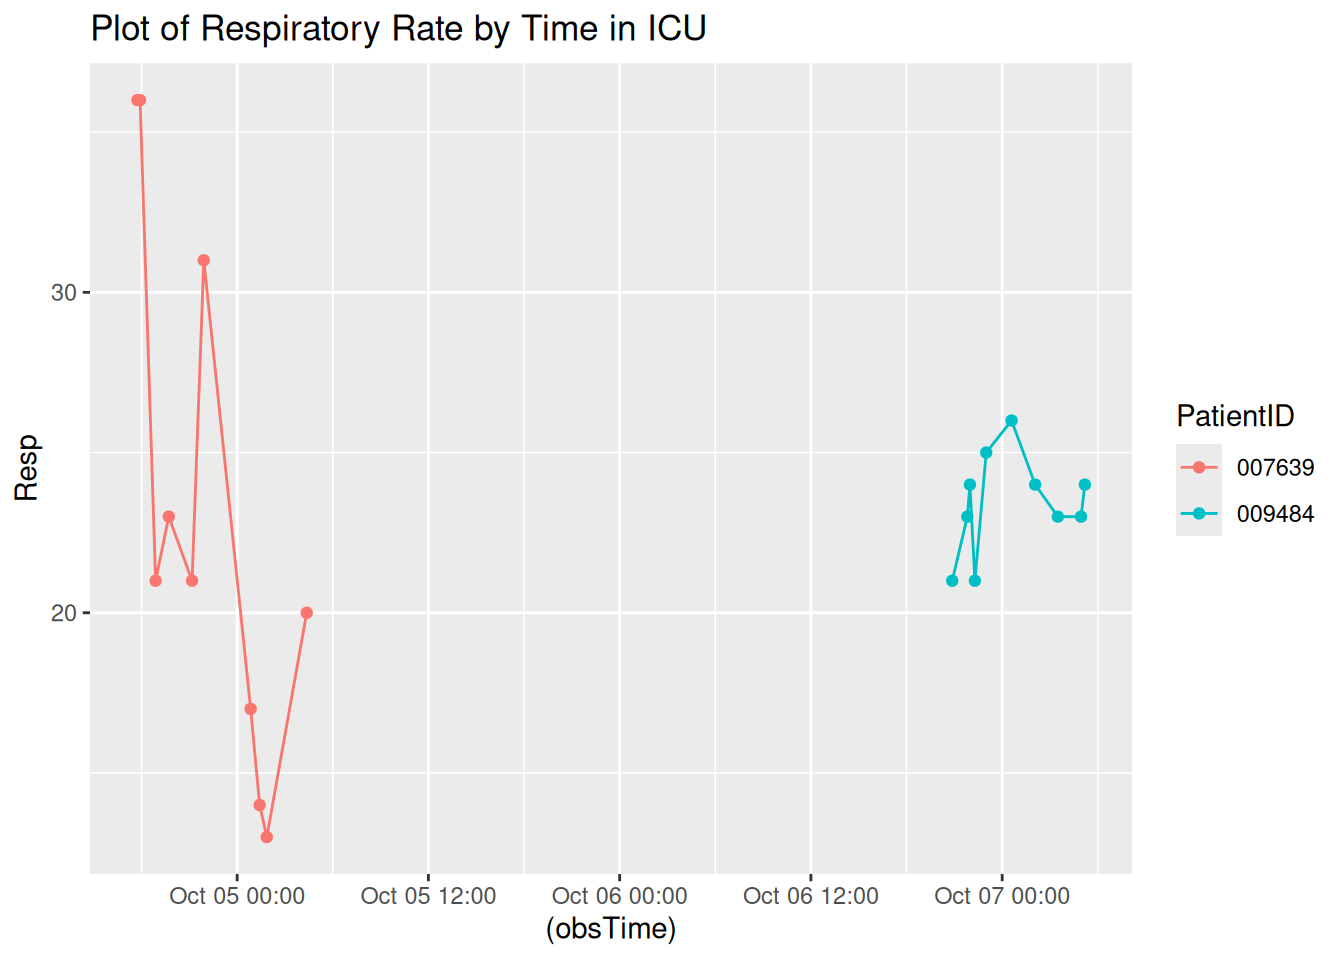 Plot of Respiratory Rate by Time in ICU
Resp
30
20
Oct 05 00:00 Oct 05 12:00 Oct 06 00:00 Oct 06 12:00 Oct 07 00:00
(obsTime)
PatientID
007639
009484